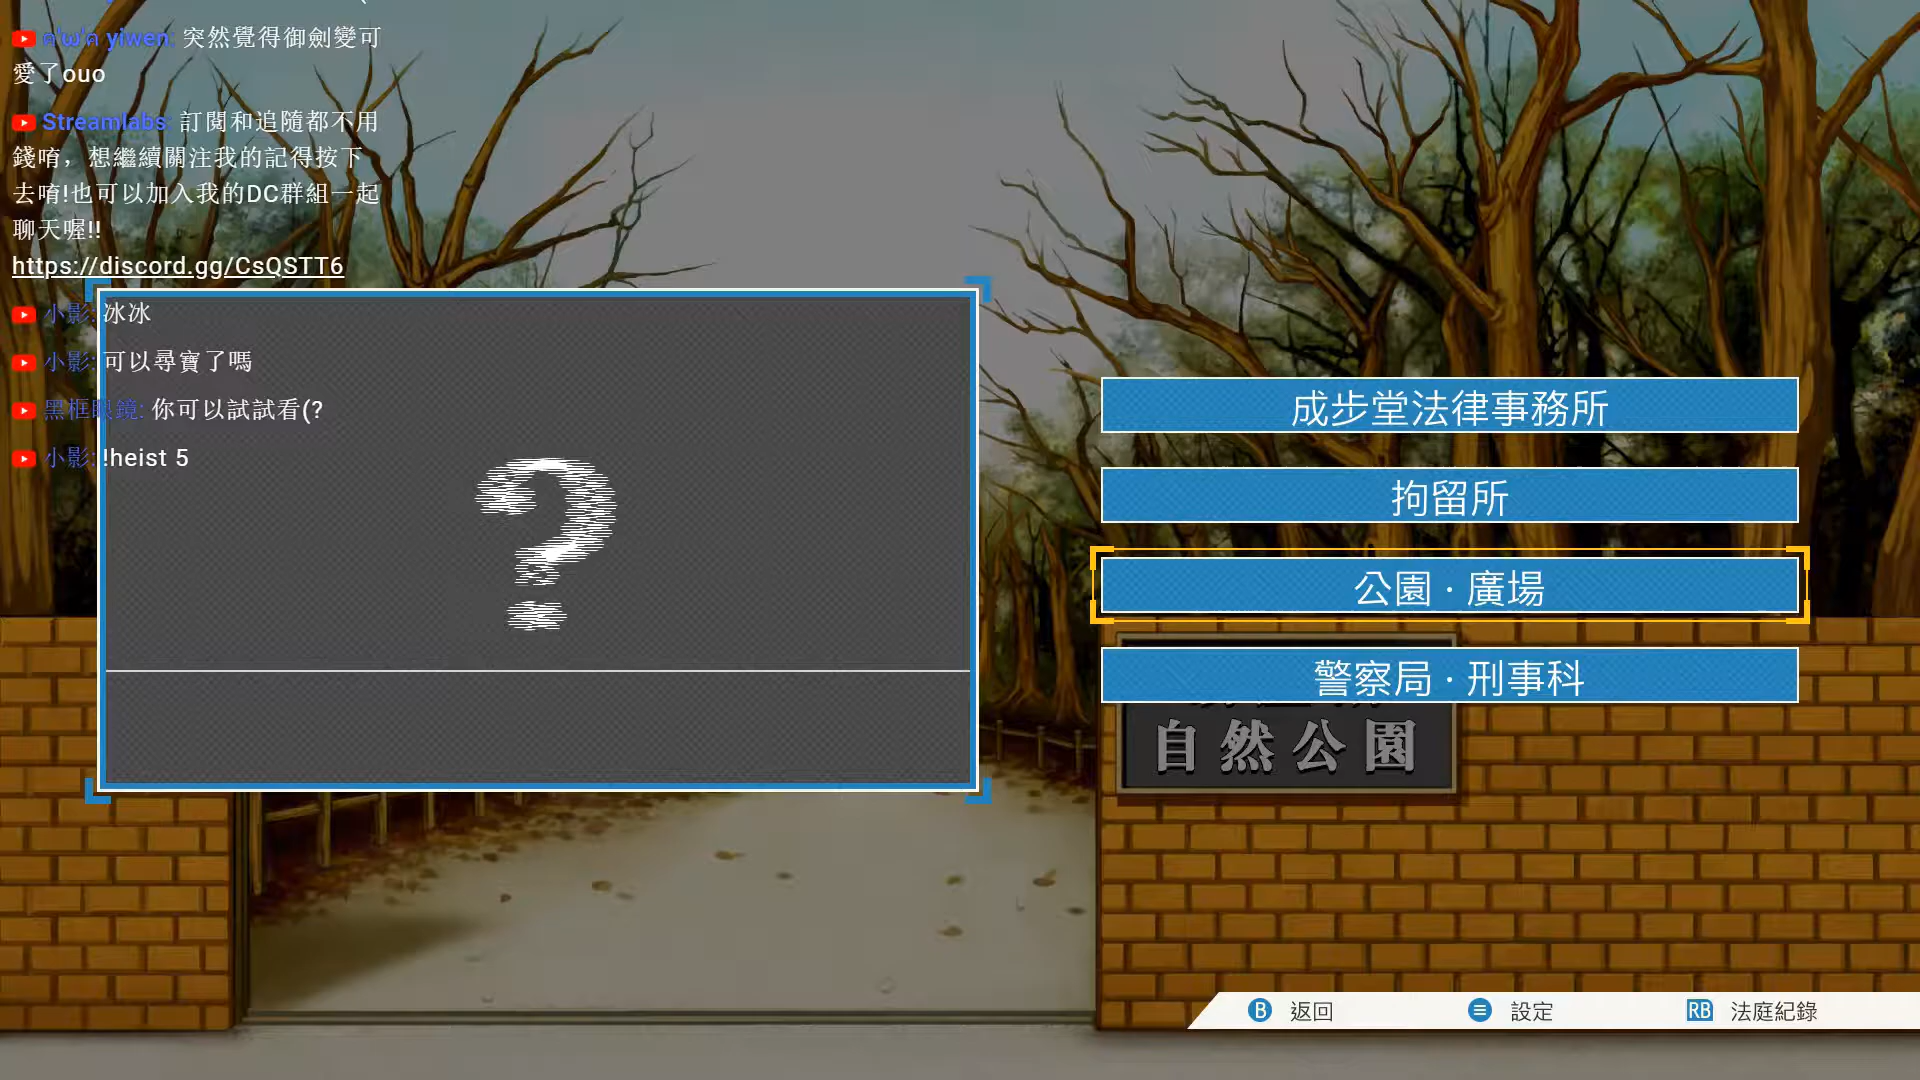 ฅ'ω'ฅ yiwen: 突然覺得御劍變可
愛了ouo
Streamlabs: 訂閱和追隨都不用
錢唷，想繼續關注我的記得按下
去唷!也可以加入我的DC群組一起
聊天喔!!
https://discord.gg/CsQSTT6
小影: 冰冰
小影: 可以尋寶了嗎
黑框眼鏡: 你可以試試看(?
小影: !heist 5
?
成步堂法律事務所
拘留所
公園·廣場
警察局·刑事科
自然公園
B 返回
設定
RB 法庭紀錄